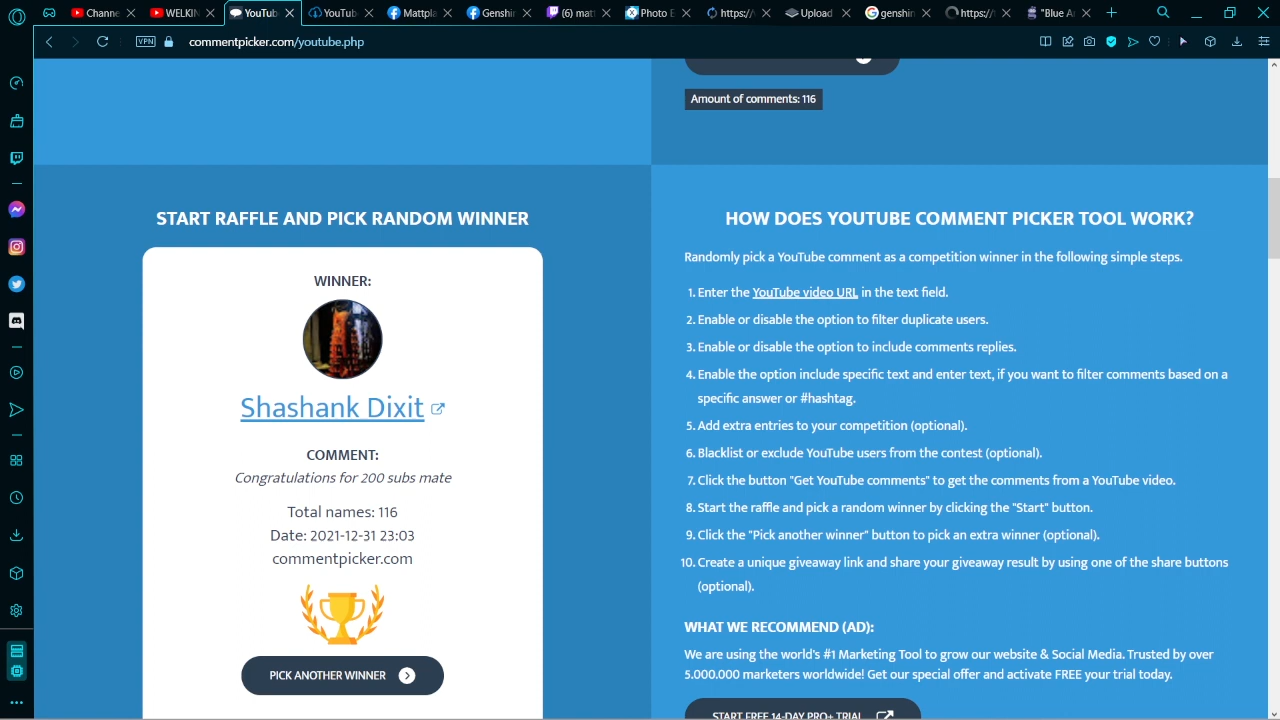 Channe
WELKIN
YouTub
YouTub
Mattpla
Genshin
(6) matt
Photo E
https://
Upload
genshin
https://
"Blue A
VPN
commentpicker.com/youtube.php
Amount of comments: 116
START RAFFLE AND PICK RANDOM WINNER
WINNER:
Shashank Dixit
COMMENT:
Congratulations for 200 subs mate
Total names: 116
Date: 2021-12-31 23:03
commentpicker.com
PICK ANOTHER WINNER
HOW DOES YOUTUBE COMMENT PICKER TOOL WORK?
Randomly pick a YouTube comment as a competition winner in the following simple steps.
1. Enter the YouTube video URL in the text field.
2. Enable or disable the option to filter duplicate users.
3. Enable or disable the option to include comments replies.
4. Enable the option include specific text and enter text, if you want to filter comments based on a
specific answer or #hashtag.
5. Add extra entries to your competition (optional).
6. Blacklist or exclude YouTube users from the contest (optional).
7. Click the button "Get YouTube comments" to get the comments from a YouTube video.
8. Start the raffle and pick a random winner by clicking the "Start" button.
9. Click the "Pick another winner" button to pick an extra winner (optional).
10. Create a unique giveaway link and share your giveaway result by using one of the share buttons
(optional).
WHAT WE RECOMMEND (AD):
We are using the world's #1 Marketing Tool to grow our website & Social Media. Trusted by over
5.000.000 marketers worldwide! Get our special offer and activate FREE your trial today.
START FREE 14-DAY PRO+ TRIAL